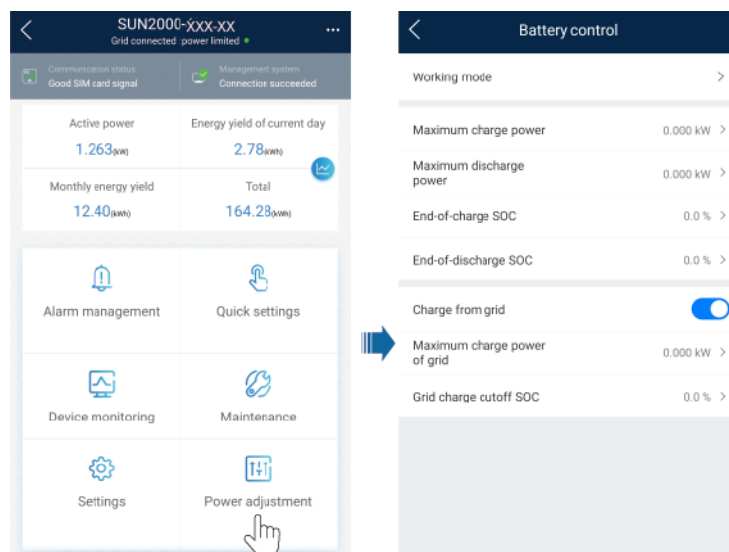 SUN2000-XXX-XX
Grid connected :power limited
Communication status
Good SIM card signal
Management system
Connection succeeded
Active power
1.263(kW)
Energy yield of current day
2.78(kWh)
Monthly energy yield
12.40(kWh)
Total
164.28(kWh)
Alarm management
Quick settings
Device monitoring
Maintenance
Settings
Power adjustment
Battery control
Working mode
Maximum charge power
0.000 kW
Maximum discharge
power
0.000 kW
End-of-charge SOC
0.0 %
End-of-discharge SOC
0.0 %
Charge from grid
Maximum charge power
of grid
0.000 kW
Grid charge cutoff SOC
0.0 %